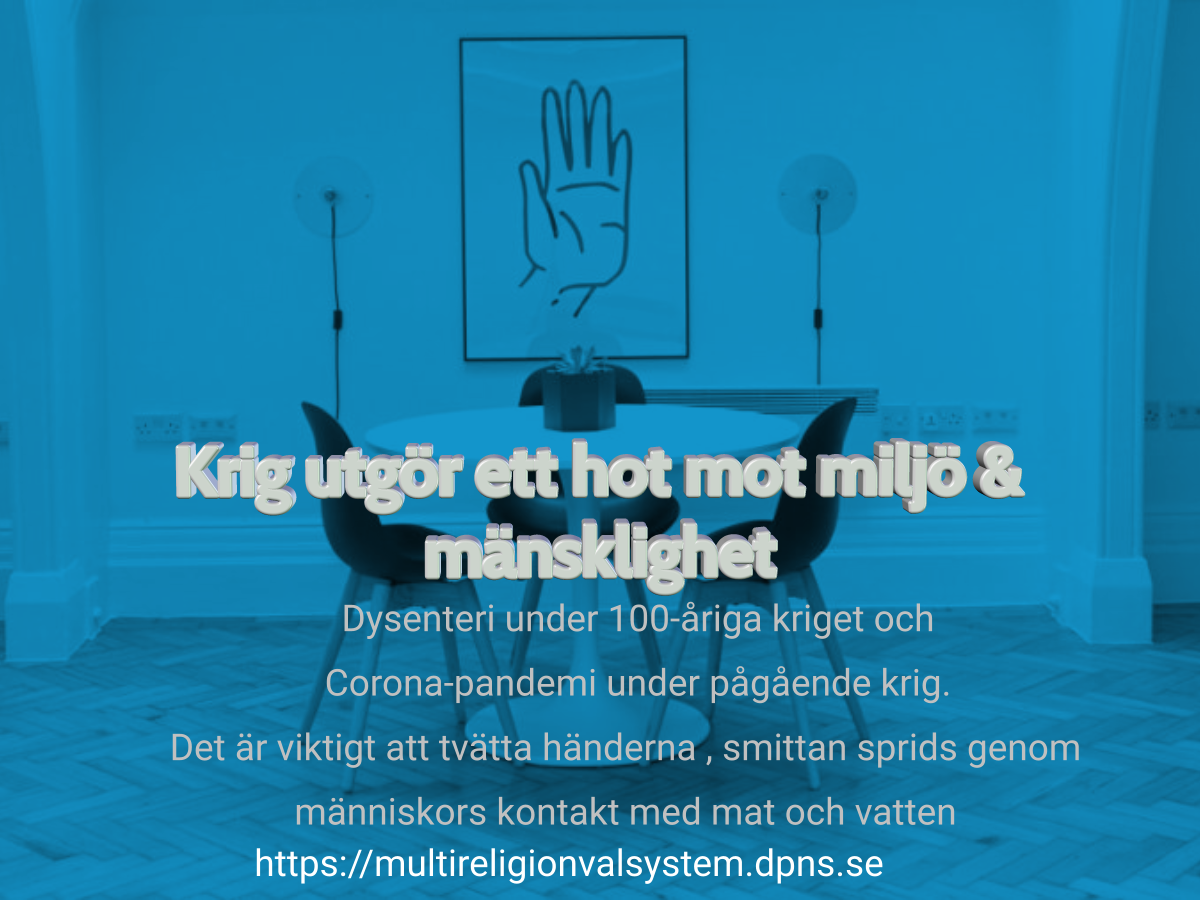 Krig utgör ett hot mot miljö &
mänsklighet
Dysenteri under 100-åriga kriget och
Corona-pandemi under pågående krig.
Det är viktigt att tvätta händerna , smittan sprids genom
människors kontakt med mat och vatten
https://multireligionvalsystem.dpns.se